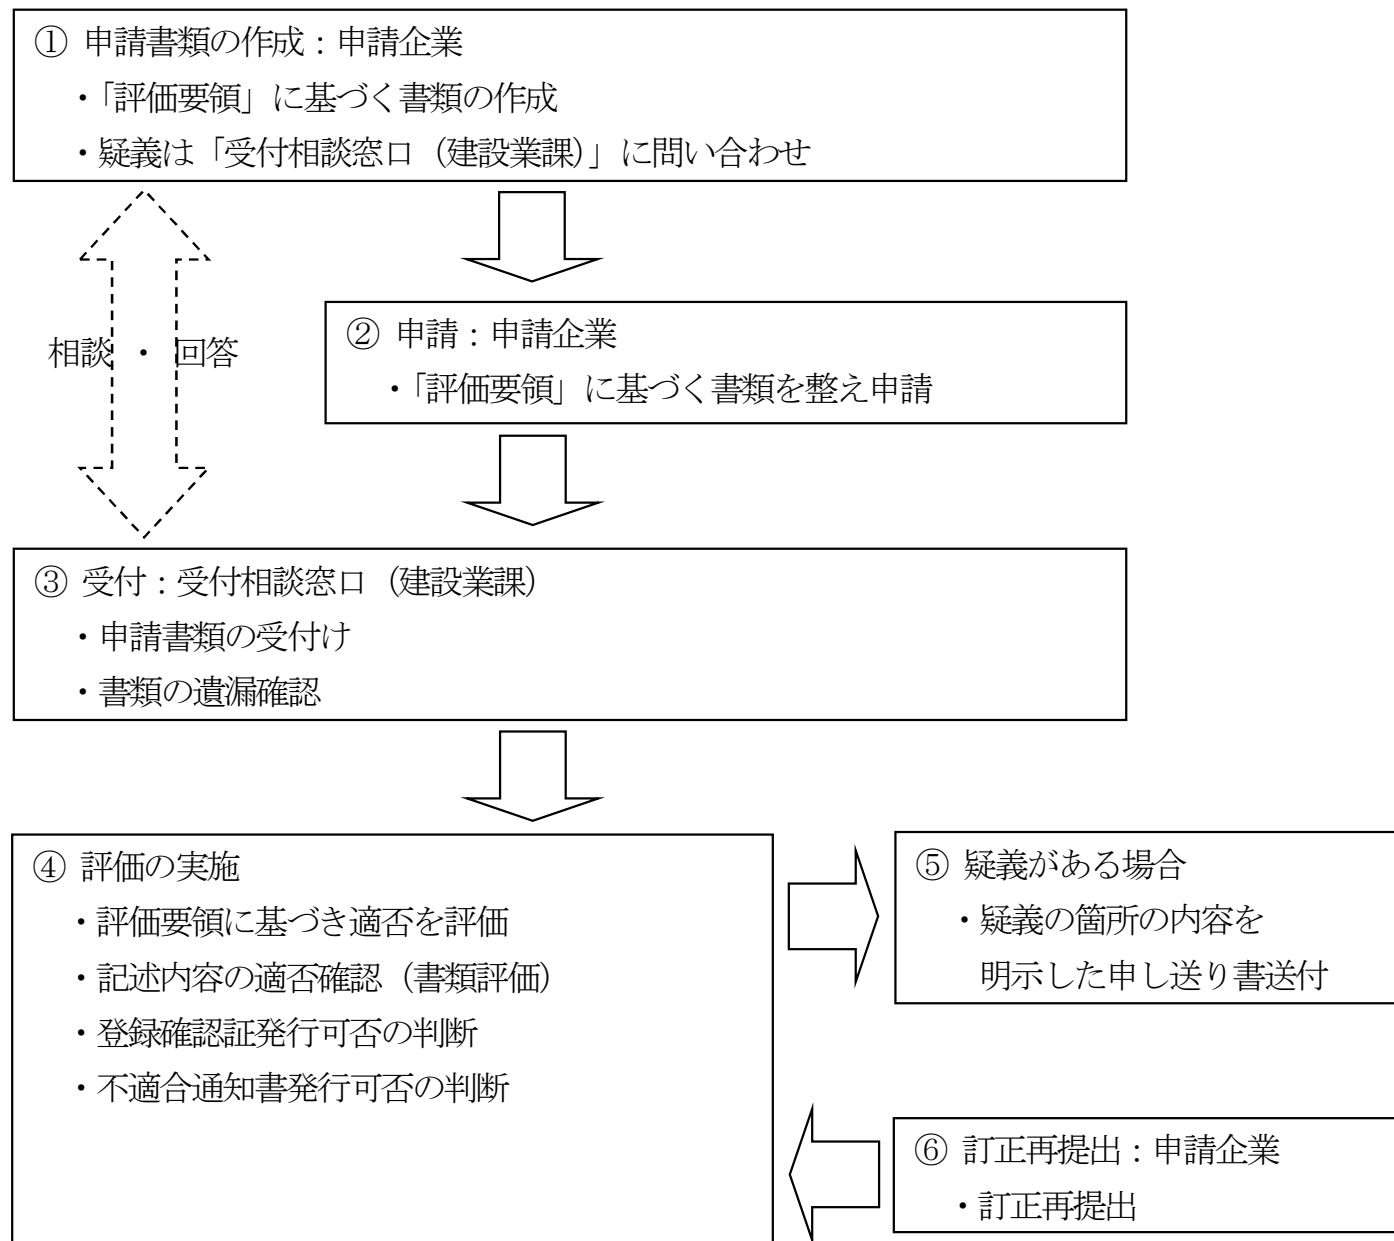 ① 申請書類の作成：申請企業
・「評価要領」に基づく書類の作成
・疑義は「受付相談窓口（建設業課）」に問い合わせ
相談 ・ 回答
② 申請：申請企業
・「評価要領」に基づく書類を整え申請
③ 受付：受付相談窓口（建設業課）
・申請書類の受付け
・書類の遺漏確認
④ 評価の実施
・評価要領に基づき適否を評価
・記述内容の適否確認（書類評価）
・登録確認証発行可否の判断
・不適合通知書発行可否の判断
⑤ 疑義がある場合
・疑義の箇所の内容を
明示した申し送り書送付
⑥ 訂正再提出：申請企業
・訂正再提出